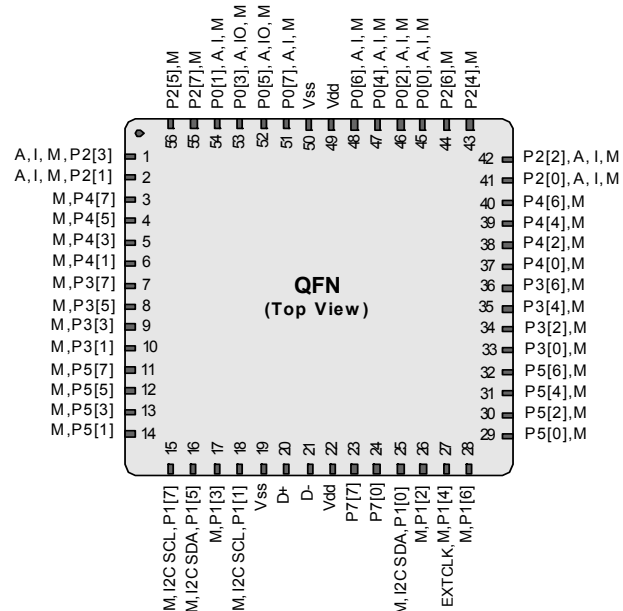 P2[5],M
P2[7],M
P0[1], A, I, M
P0[3], A, IO, M
P0[5], A, IO, M
P0[7], A, I, M
Vss
Vdd
P0[6], A, I, M
P0[4], A, I, M
P0[2], A, I, M
P0[0], A, I, M
P2[6], M
P2[4], M
56
55
54
53
52
51
50
49
48
47
46
45
44
43
A, I, M, P2[3] 1
A, I, M, P2[1] 2
M,P4[7] 3
M,P4[5] 4
M,P4[3] 5
M,P4[1] 6
M,P3[7] 7
M,P3[5] 8
M,P3[3] 9
M,P3[1] 10
M,P5[7] 11
M,P5[5] 12
M,P5[3] 13
M,P5[1] 14
QFN
(Top View)
42 P2[2], A, I, M
41 P2[0], A, I, M
40 P4[6],M
39 P4[4],M
38 P4[2],M
37 P4[0],M
36 P3[6],M
35 P3[4],M
34 P3[2],M
33 P3[0],M
32 P5[6],M
31 P5[4],M
30 P5[2],M
29 P5[0],M
15
16
17
18
19
20
21
22
23
24
25
26
27
28
M,I2C SCL,P1[7]
M,I2C SDA,P1[5]
M,P1[3]
M,I2C SCL,P1[1]
Vss
D+
D-
Vdd
P7[7]
P7[0]
M,I2C SDA,P1[0]
M,P1[2]
EXTCLK,M,P1[4]
M,P1[6]